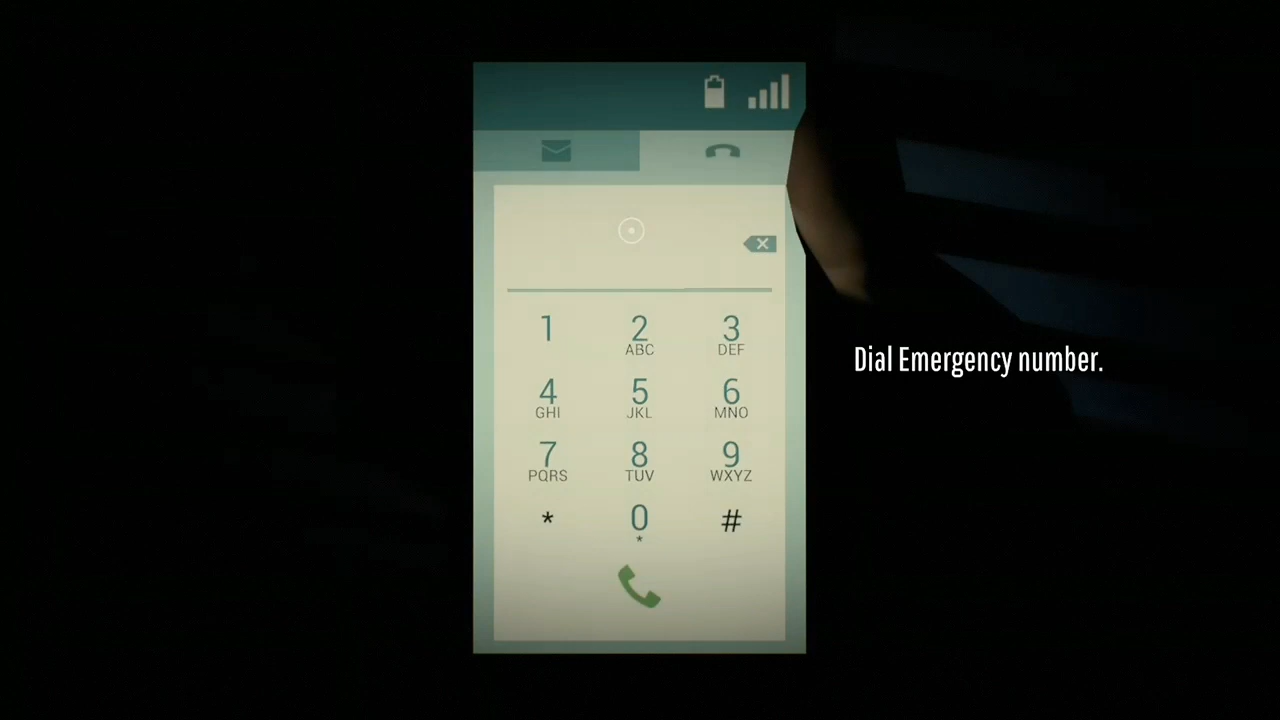 1 2 3
ABC DEF
4 5 6
GHI JKL MNO
7 8 9
PQRS TUV WXYZ
* 0 #
*
Dial Emergency number.